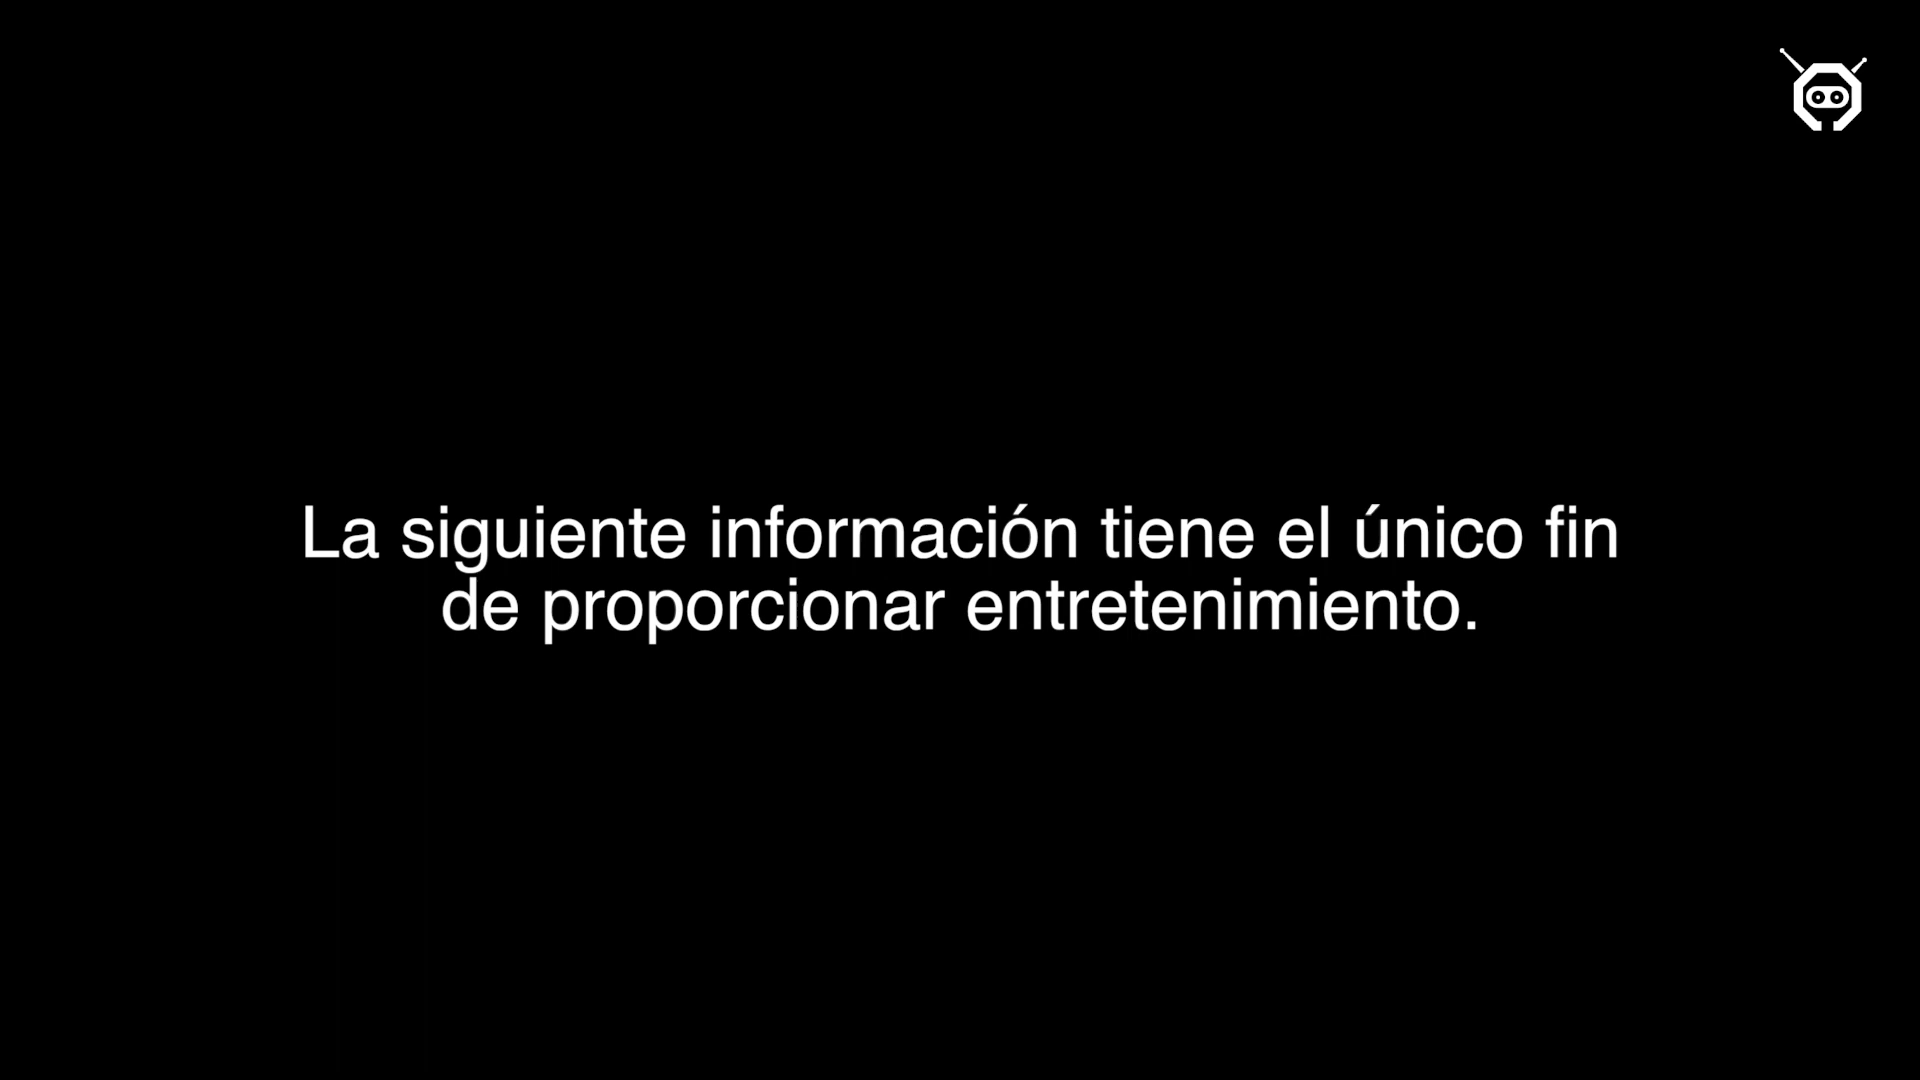 La siguiente información tiene el único fin
de proporcionar entretenimiento.